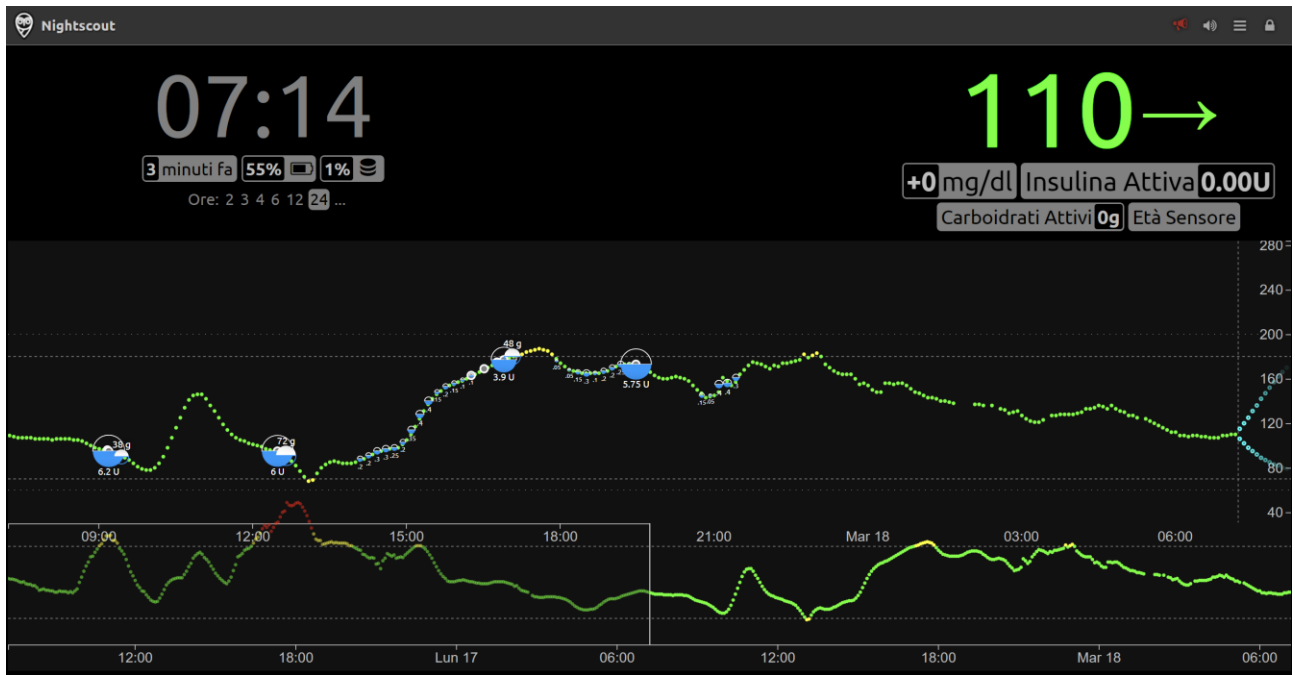 Nightscout
07:14
110→
3 minuti fa 55% 1%
+0 mg/dl Insulina Attiva 0.00U
Ore: 2 3 4 6 12 24 ...
Carboidrati Attivi 0g Età Sensore
280
240
200
160
120
80
40
38 g
6.2 U
72 g
6 U
48 g
3.9 U
5.75 U
09:00 12:00 15:00 18:00 21:00 Mar 18 03:00 06:00
12:00 18:00 Lun 17 06:00 12:00 18:00 Mar 18 06:00